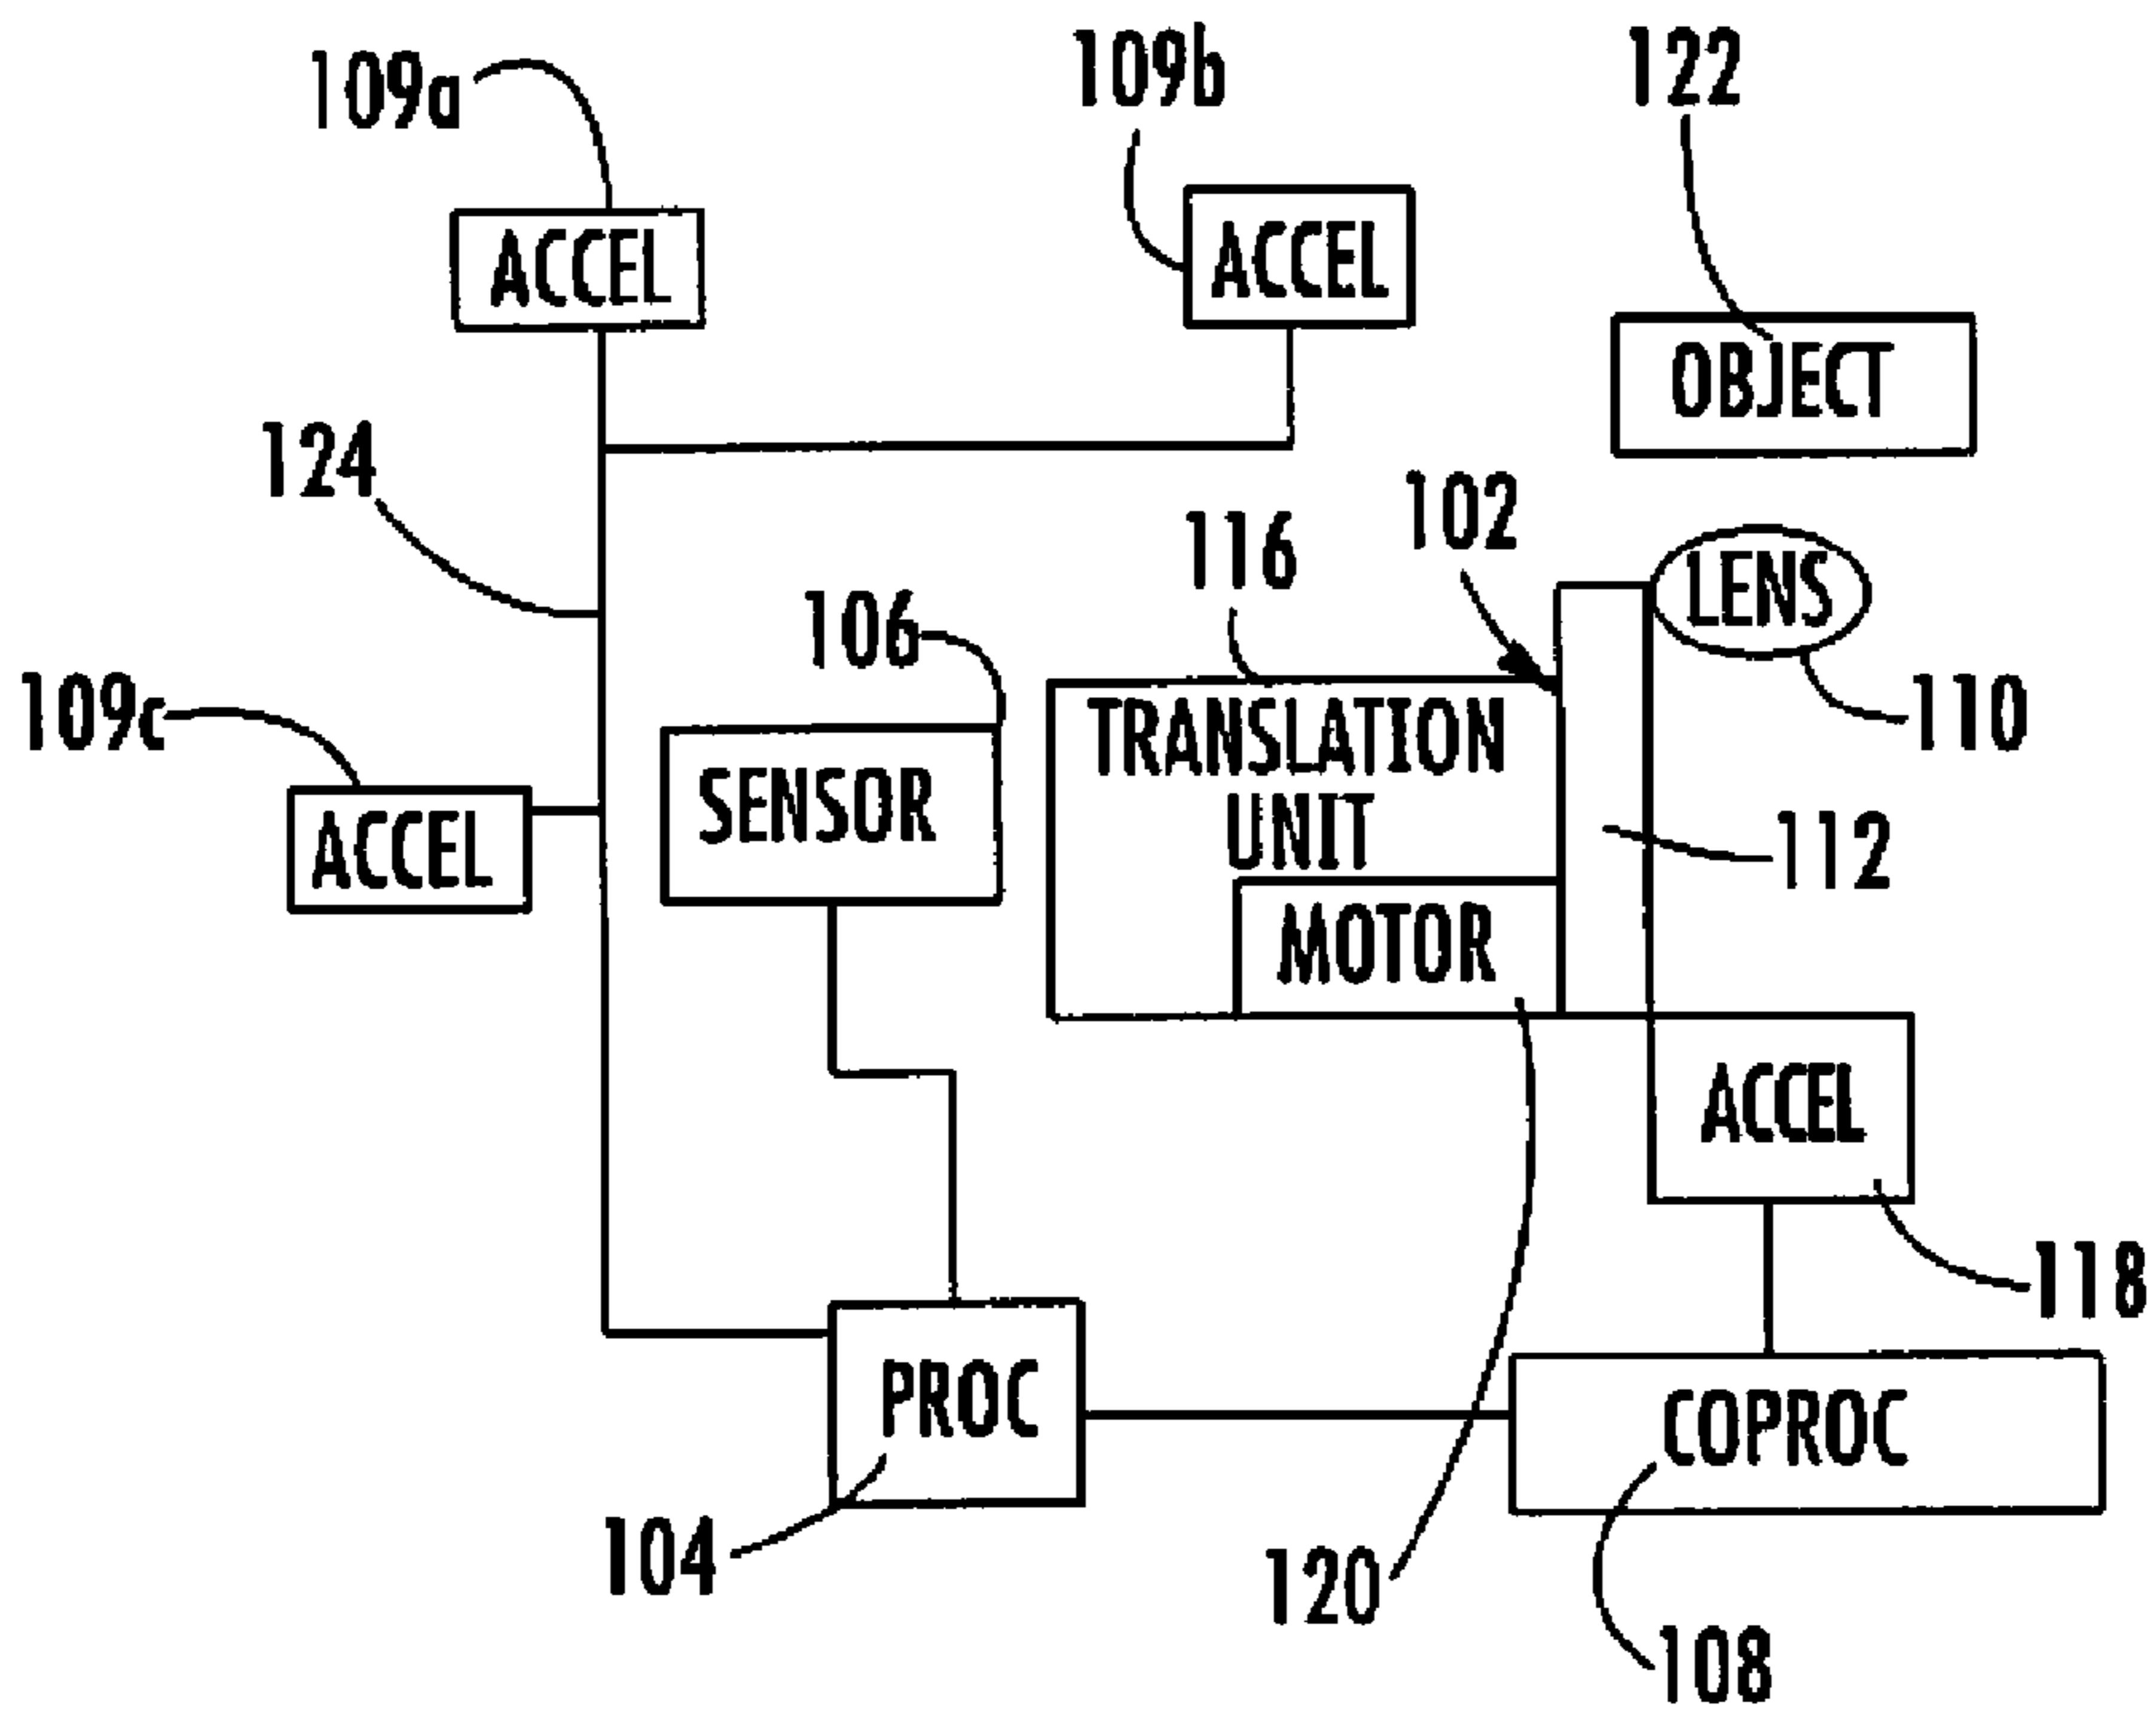 109a
109b
122
ACCEL
ACCEL
OBJECT
124
102
116
LENS
106
110
109c
TRANSLATION
UNIT
SENSOR
112
ACCEL
MOTOR
ACCEL
118
PROC
COPROC
104
120
108